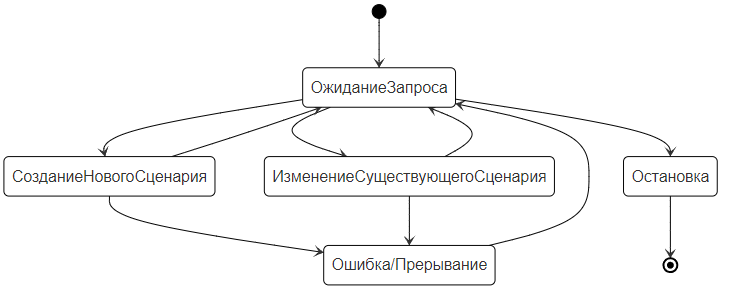 ОжиданиеЗапроса
СозданиеНовогоСценария
ИзменениеСуществующегоСценария
Остановка
Ошибка/Прерывание